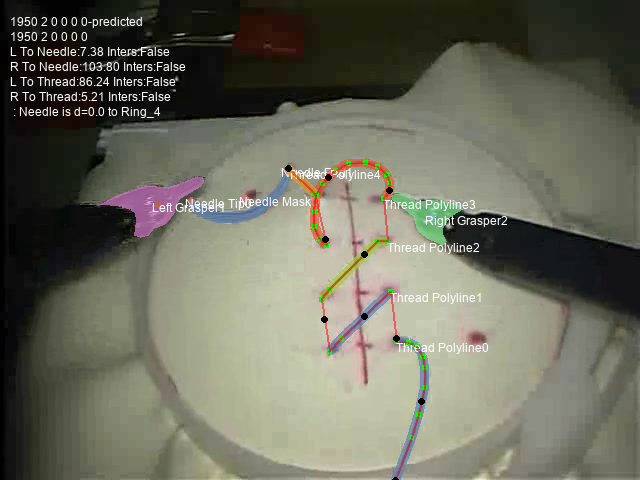 1950 2 0 0 0 0-predicted
1950 2 0 0 0 0
L To Needle:7.38 Inters:False
R To Needle:103.80 Inters:False
L To Thread:86.24 Inters:False
R To Thread:5.21 Inters:False
: Needle is d=0.0 to Ring_4
Thread Polyline4
Left Grasper1
Needle Tip
Needle Mask
Thread Polyline3
Right Grasper2
Thread Polyline2
Thread Polyline1
Thread Polyline0